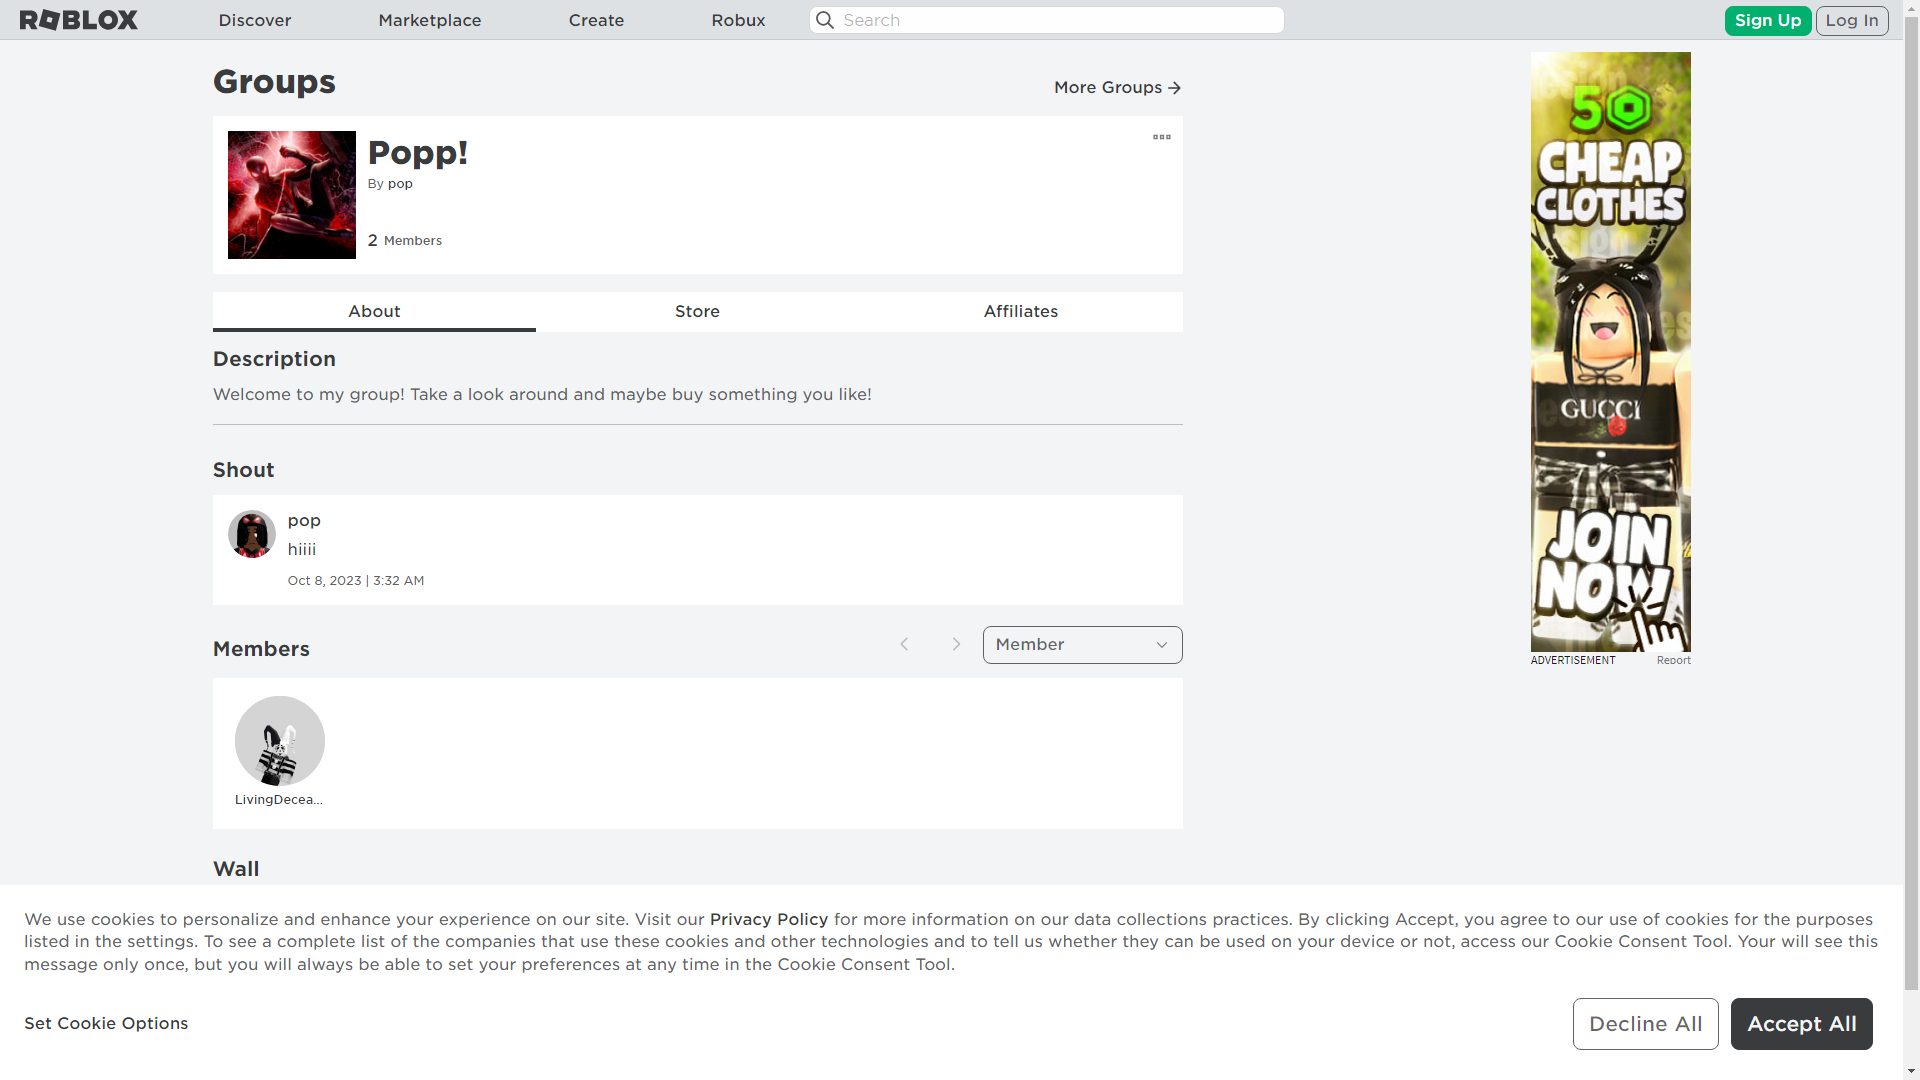 ROBLOX
Discover
Marketplace
Create
Robux
Search
Sign Up
Log In
Groups
More Groups
Popp!
By pop
2 Members
About
Store
Affiliates
Description
Welcome to my group! Take a look around and maybe buy something you like!
Shout
pop
hiiii
Oct 8, 2023 | 3:32 AM
Members
Member
LivingDecea...
Wall
50
CHEAP
CLOTHES
GUCCI
JOIN
NOW
ADVERTISEMENT
Report
We use cookies to personalize and enhance your experience on our site. Visit our Privacy Policy for more information on our data collections practices. By clicking Accept, you agree to our use of cookies for the purposes
listed in the settings. To see a complete list of the companies that use these cookies and other technologies and to tell us whether they can be used on your device or not, access our Cookie Consent Tool. Your will see this
message only once, but you will always be able to set your preferences at any time in the Cookie Consent Tool.
Set Cookie Options
Decline All
Accept All